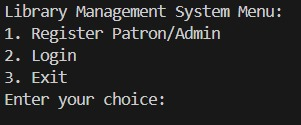 Library Management System Menu:
1. Register Patron/Admin
2. Login
3. Exit
Enter your choice: